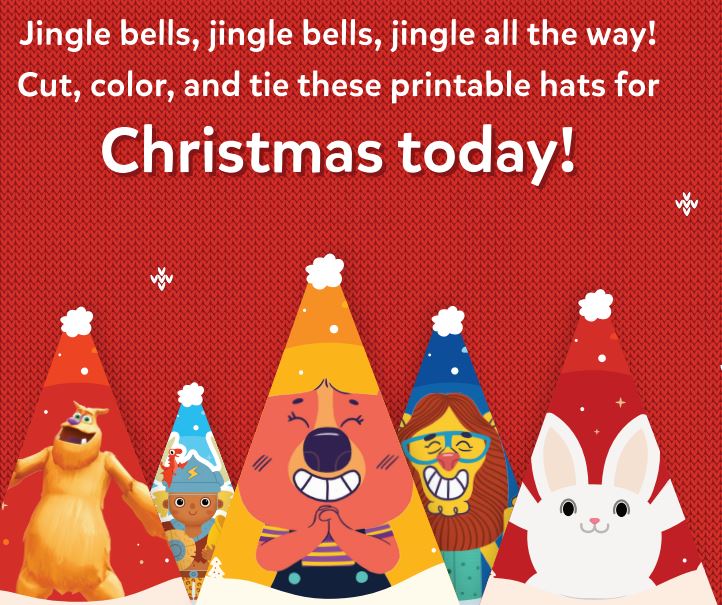 Jingle bells, jingle bells, jingle all the way!
Cut, color, and tie these printable hats for
Christmas today!